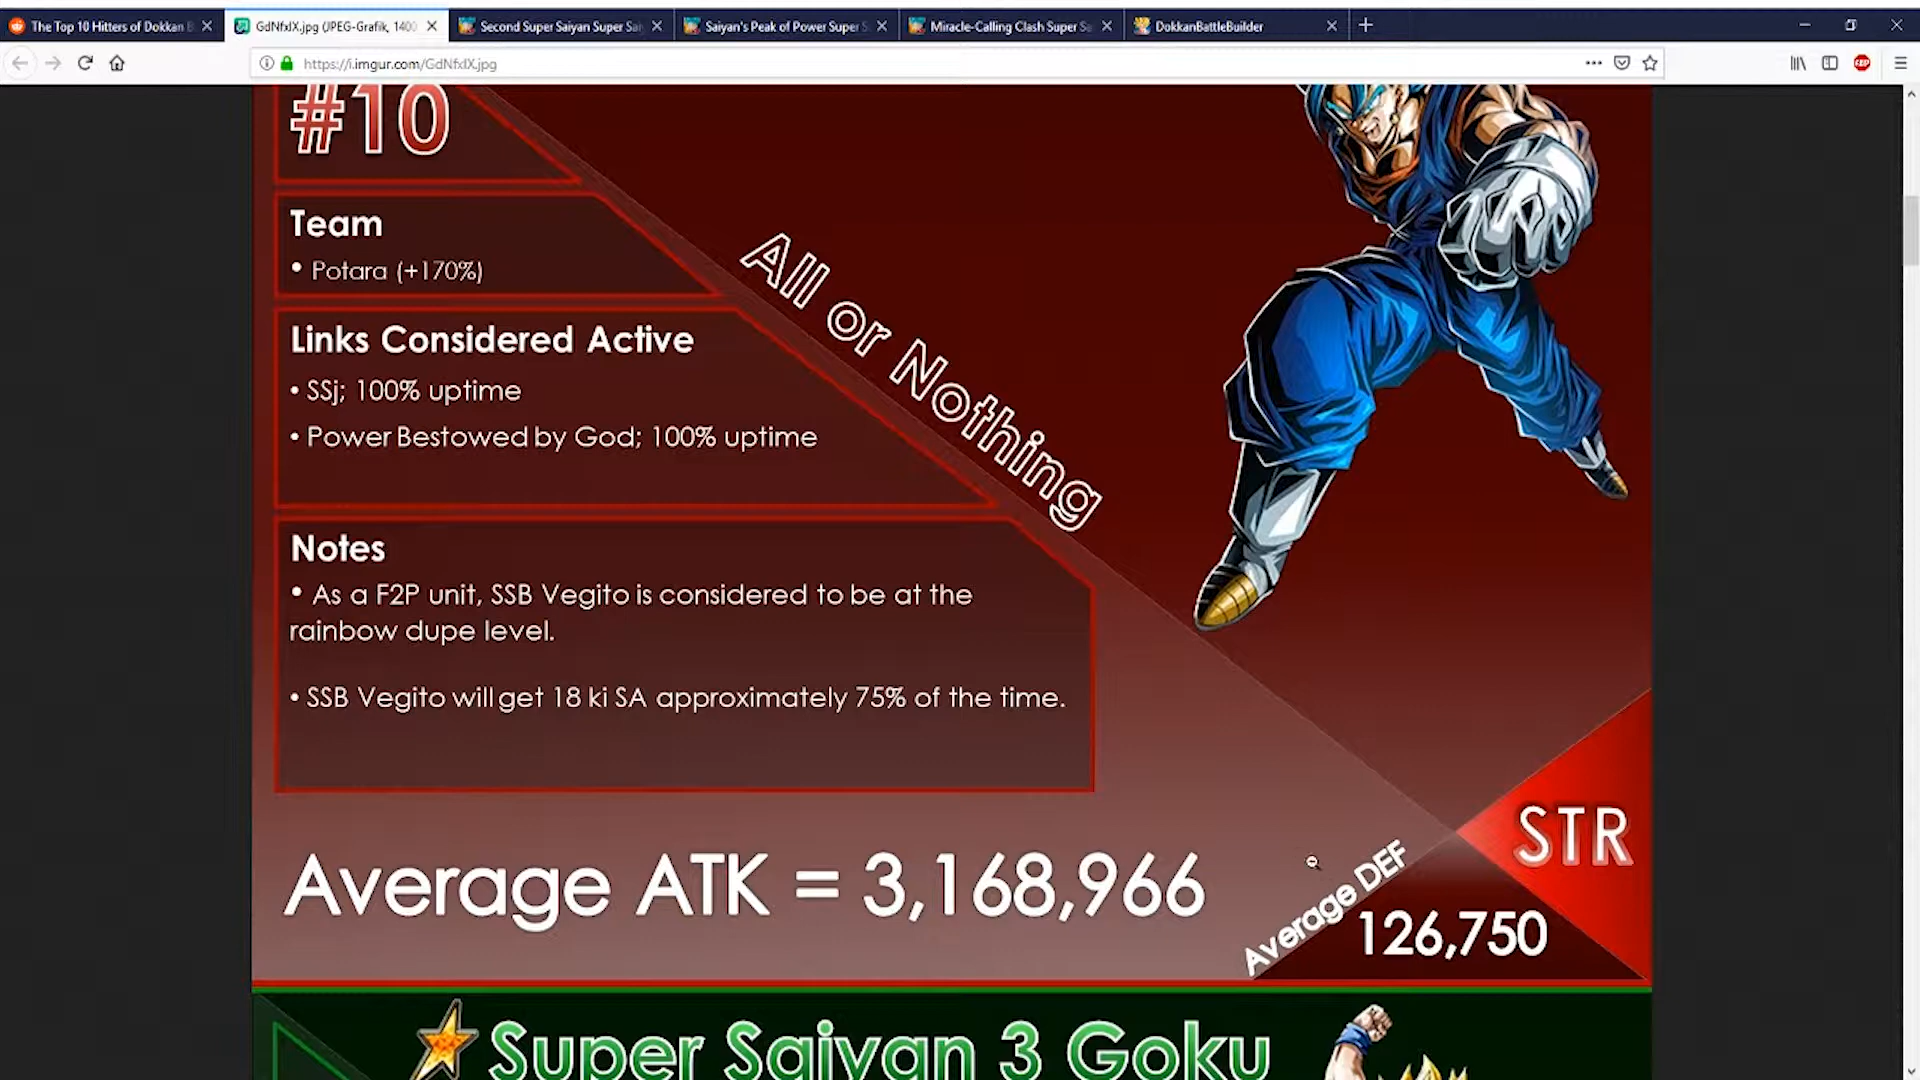 The Top 10 Hitters of Dokkan B
GdNfxlX.jpg (JPEG-Grafik, 1400
Second Super Saiyan Super Sai
Saiyan's Peak of Power Super S
Miracle-Calling Clash Super Sa
DokkanBattleBuilder
https://i.imgur.com/GdNfxlX.jpg
ABP
#10
Team
• Potara (+170%)
Links Considered Active
• SSj; 100% uptime
• Power Bestowed by God; 100% uptime
All or Nothing
Notes
• As a F2P unit, SSB Vegito is considered to be at the
rainbow dupe level.
• SSB Vegito will get 18 ki SA approximately 75% of the time.
STR
Average ATK = 3,168,966
Average DEF
126,750
Super Saiyan 3 Goku